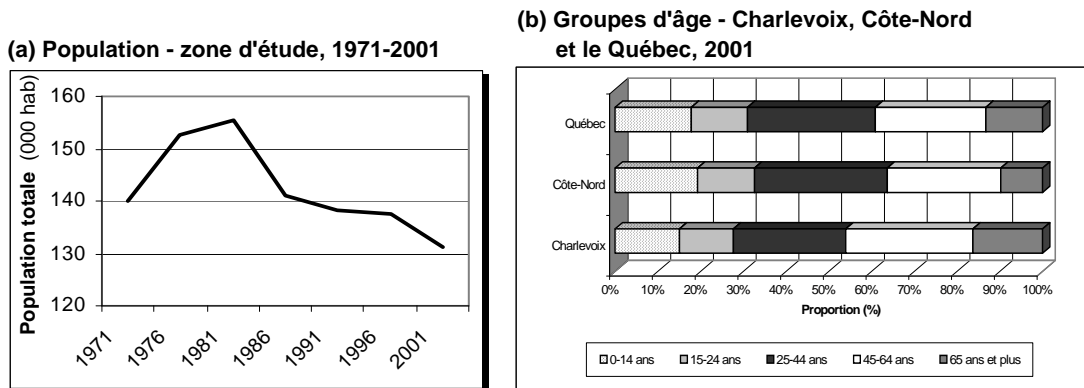 (a) Population - zone d'étude, 1971-2001
Population totale (000 hab)
160
150
140
130
120
1971
1976
1981
1986
1991
1996
2001
(b) Groupes d'âge - Charlevoix, Côte-Nord
et le Québec, 2001
Québec
Côte-Nord
Charlevoix
0% 10% 20% 30% 40% 50% 60% 70% 80% 90% 100%
Proportion (%)
0-14 ans 15-24 ans 25-44 ans 45-64 ans 65 ans et plus